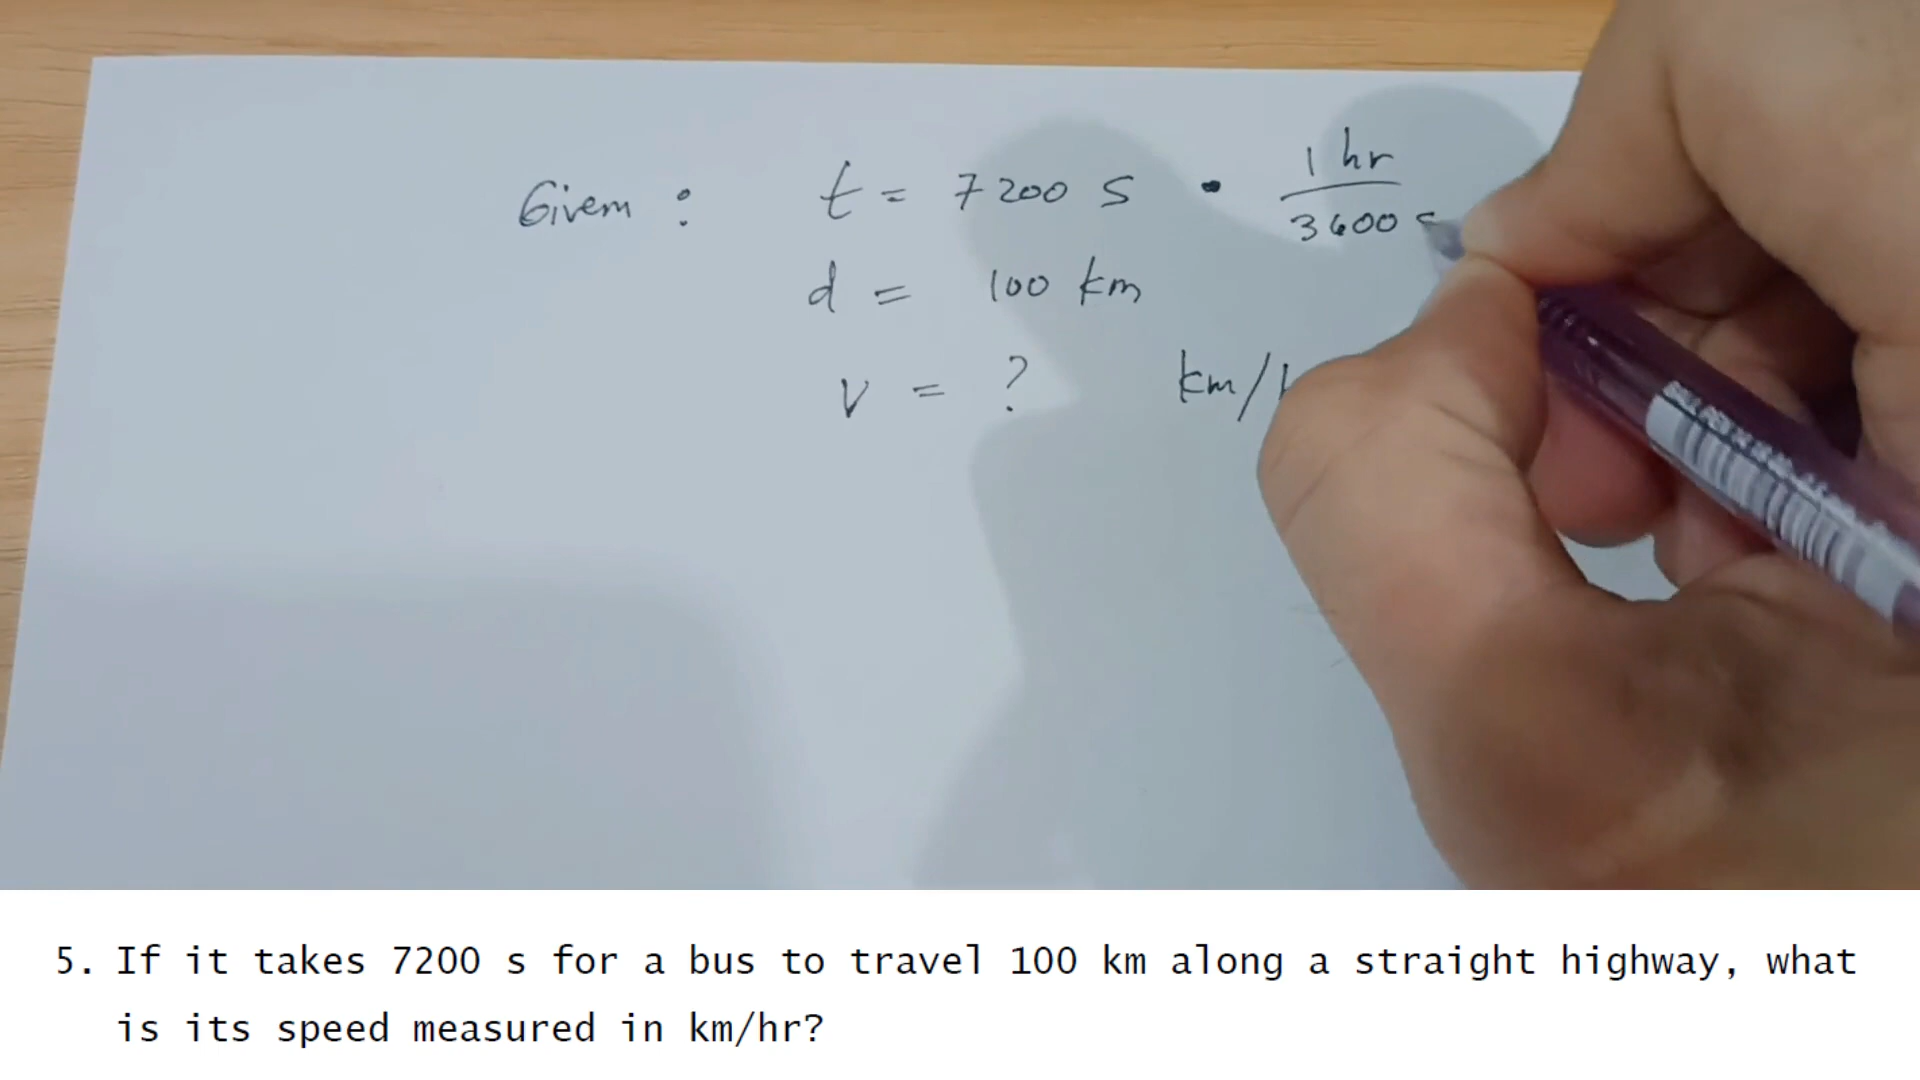 Given : t = 7200 s • 1 hr / 3600 s
d = 100 km
v = ? km/h
5. If it takes 7200 s for a bus to travel 100 km along a straight highway, what
is its speed measured in km/hr?